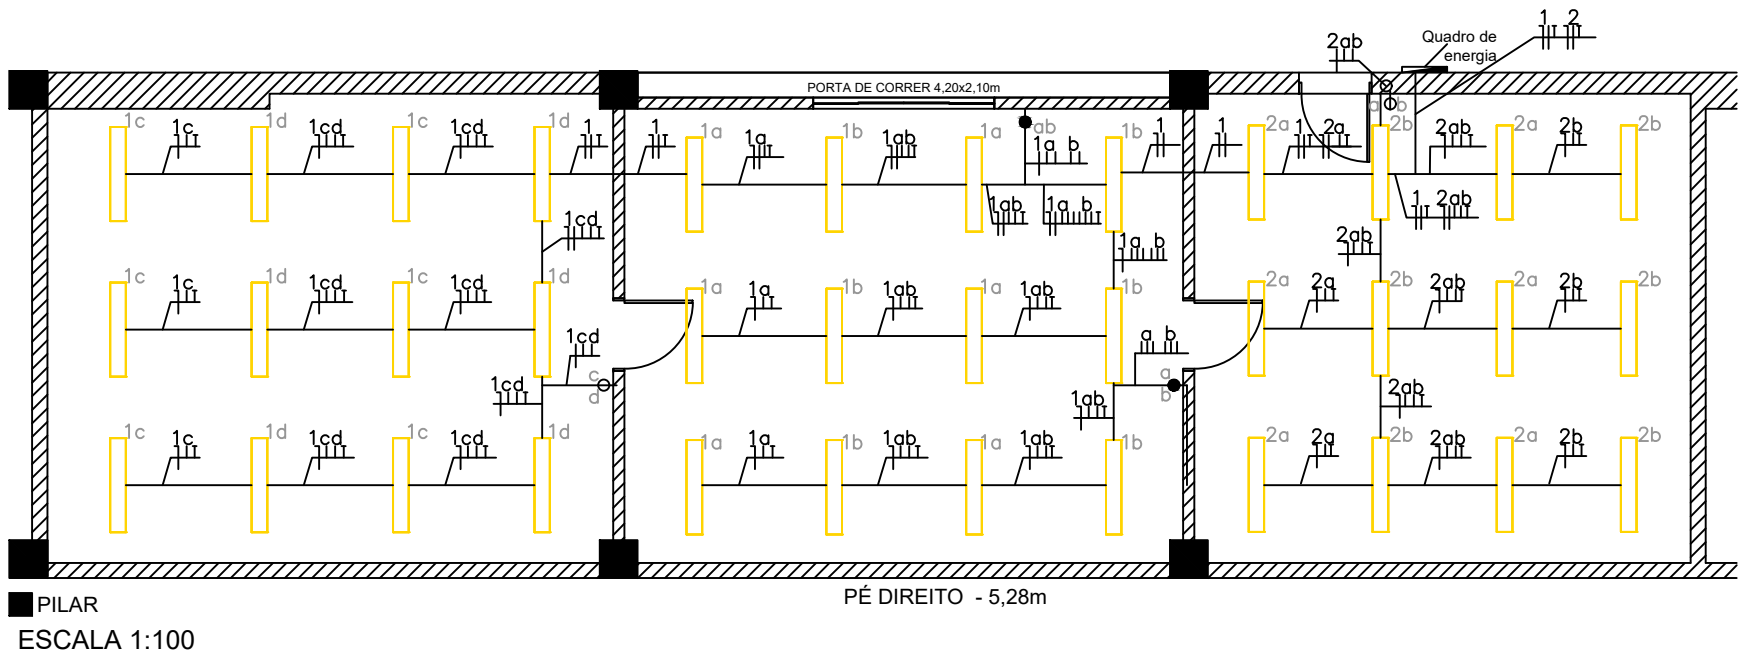 1 2
Quadro de
energia
2ab
PORTA DE CORRER 4,20x2,10m
a b
1c 1c 1d 1cd 1c 1cd 1d 1 1 1a 1a 1b 1ab 1a ab 1b 1 1 2a 1 2a 2b 2ab 2a 2b 2b
1a b
1ab 1a b 1 2ab
1cd 1a b 2ab
1c 1c 1d 1cd 1c 1cd 1d 1a 1a 1b 1ab 1a 1ab 1b 2a 2a 2b 2ab 2a 2b 2b
1cd a b
c a
d b
1cd 1ab 2ab
1c 1c 1d 1cd 1c 1cd 1d 1a 1a 1b 1ab 1a 1ab 1b 2a 2a 2b 2ab 2a 2b 2b
PÉ DIREITO - 5,28m
PILAR
ESCALA 1:100